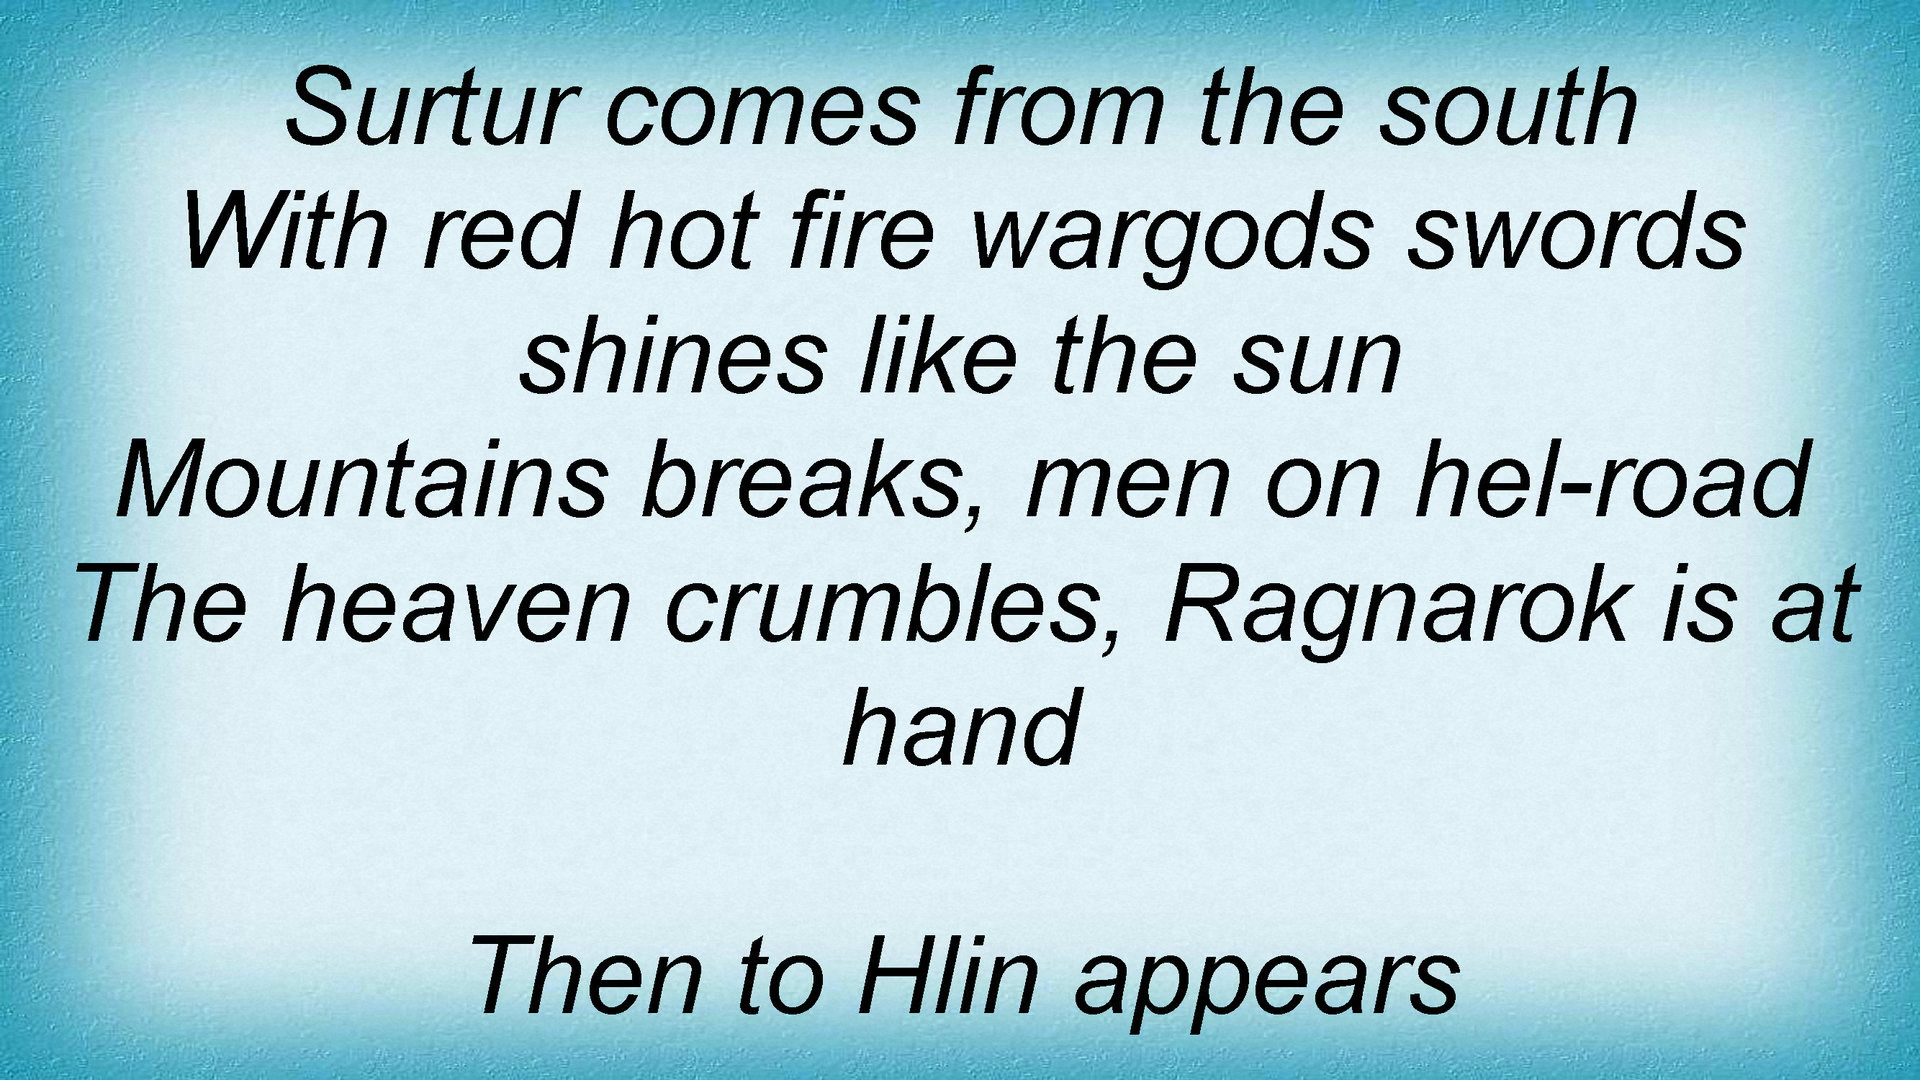 Surtur comes from the south
With red hot fire wargods swords
shines like the sun
Mountains breaks, men on hel-road
The heaven crumbles, Ragnarok is at
hand
Then to Hlin appears